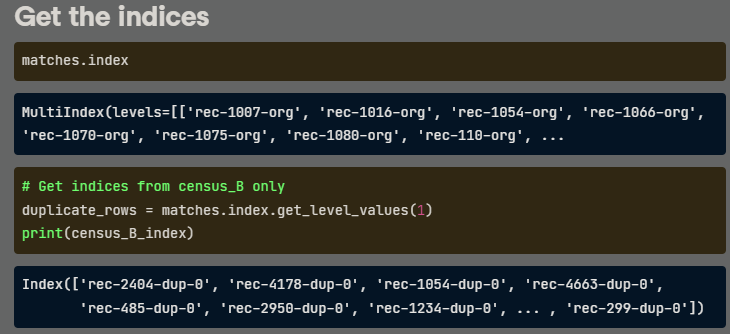 Get the indices
matches.index
MultiIndex(levels=[['rec-1007-org', 'rec-1016-org', 'rec-1054-org', 'rec-1066-org',
'rec-1070-org', 'rec-1075-org', 'rec-1080-org', 'rec-110-org', ...
# Get indices from census_B only
duplicate_rows = matches.index.get_level_values(1)
print(census_B_index)
Index(['rec-2404-dup-0', 'rec-4178-dup-0', 'rec-1054-dup-0', 'rec-4663-dup-0',
'rec-485-dup-0', 'rec-2950-dup-0', 'rec-1234-dup-0', ... , 'rec-299-dup-0'])